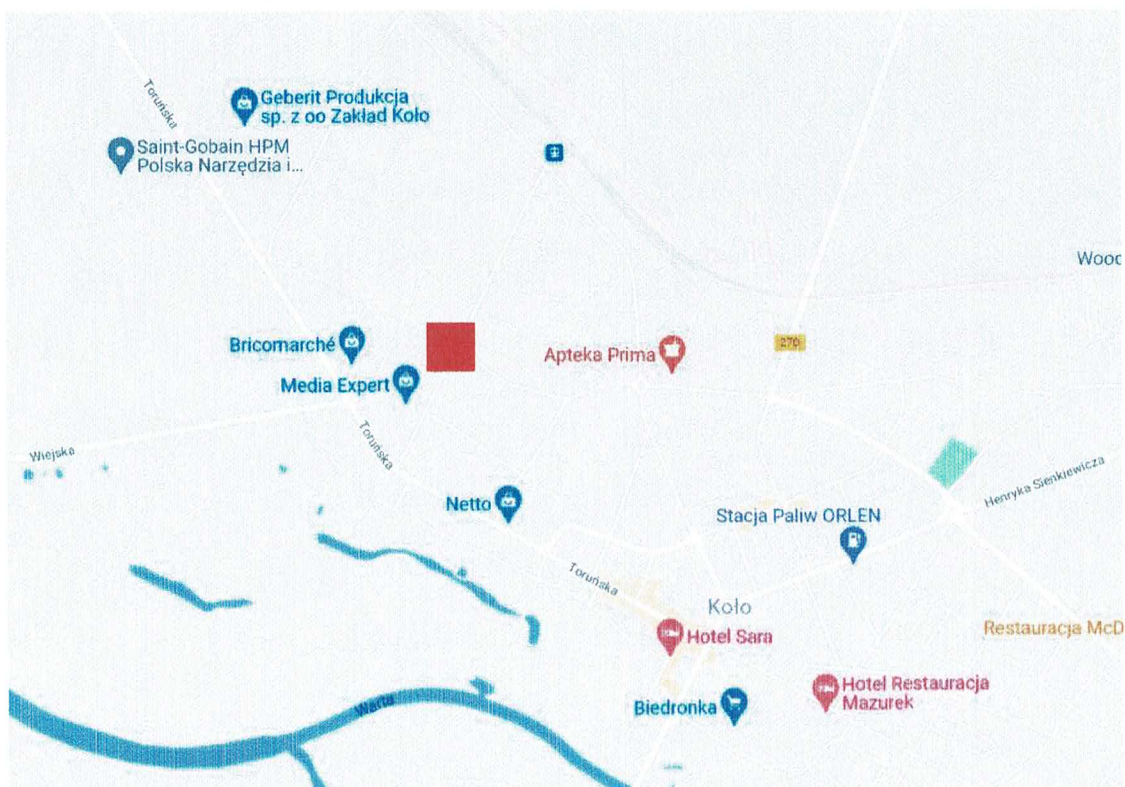 Toruńska
Geberit Produkcja
sp. z oo Zakład Koło
Saint-Gobain HPM
Polska Narzędzia i...
Wood
Bricomarché
270
Apteka Prima
Media Expert
Toruńska
Wiejska
Henryka Sienkiewicza
Netto
Stacja Paliw ORLEN
Toruńska
Koło
Restauracja McD
Hotel Sara
Hotel Restauracja
Mazurek
Biedronka
Warta